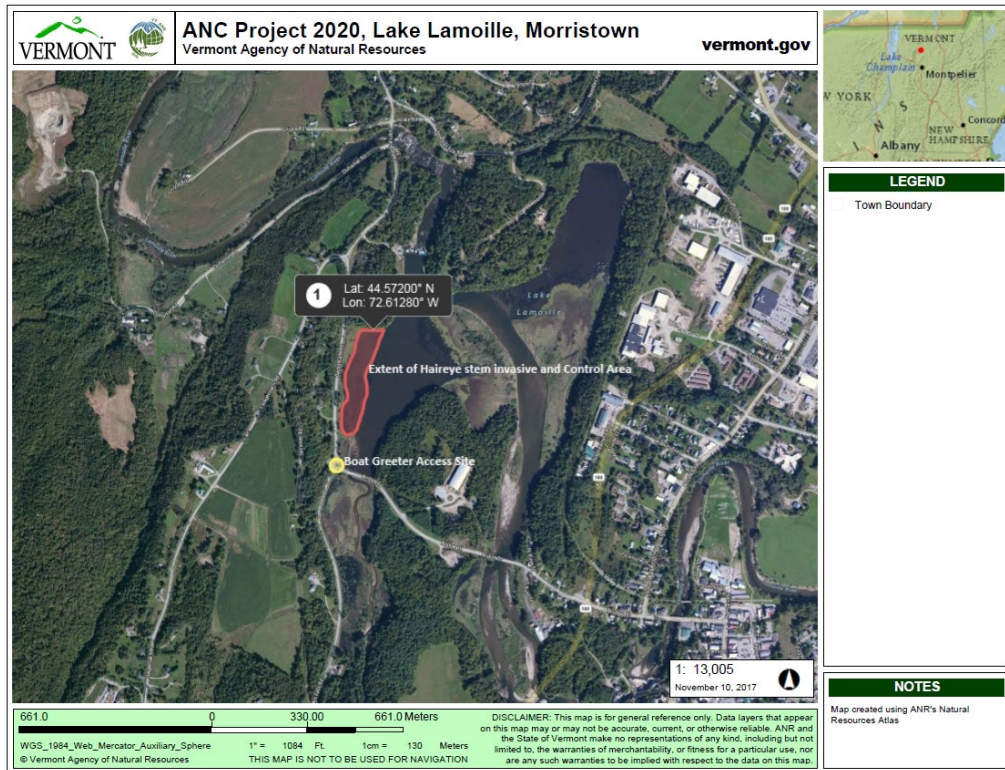 VERMONT
ANC Project 2020, Lake Lamoille, Morristown
Vermont Agency of Natural Resources
vermont.gov
VERMONT
Lake
Champlain
Montpelier
W YORK
NEW
HAMPSHIRE
Concord
Albany
LEGEND
Town Boundary
1
Lat: 44.57200° N
Lon: 72.61280° W
Lake
Lamoille
Extent of Haireye stem invasive and Control Area
Boat Greeter Access Site
100
100
100
100
1: 13,005
November 10, 2017
NOTES
Map created using ANR's Natural
Resources Atlas
661.0 0 330.00 661.0 Meters
WGS_1984_Web_Mercator_Auxiliary_Sphere
1" = 1084 Ft. 1cm = 130 Meters
© Vermont Agency of Natural Resources
THIS MAP IS NOT TO BE USED FOR NAVIGATION
DISCLAIMER: This map is for general reference only. Data layers that appear
on this map may or may not be accurate, current, or otherwise reliable. ANR and
the State of Vermont make no representations of any kind, including but not
limited to, the warranties of merchantability, or fitness for a particular use, nor
are any such warranties to be implied with respect to the data on this map.